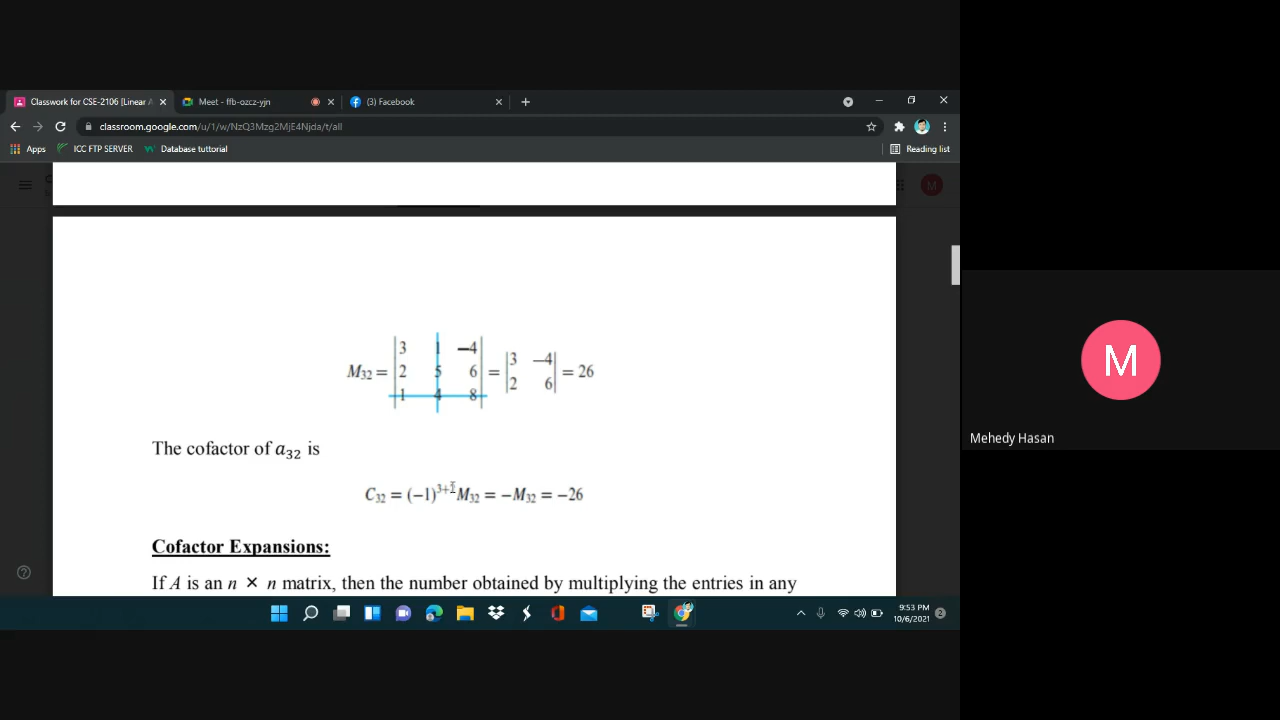 Classwork for CSE-2106 [Linear A
Meet - ffb-ozcz-yjn
(3) Facebook
classroom.google.com/u/1/w/NzQ3Mzg2MjE4Njda/t/all
Apps
ICC FTP SERVER
Database tuttorial
Reading list
M
M₃₂ = |3 1 −4| = |3 −4| = 26
|2 5 6| |2 6|
|1 4 8|
The cofactor of a₃₂ is
C₃₂ = (−1)³⁺² M₃₂ = −M₃₂ = −26
Cofactor Expansions:
If A is an n × n matrix, then the number obtained by multiplying the entries in any
M
Mehedy Hasan
9:53 PM
10/6/2021
2